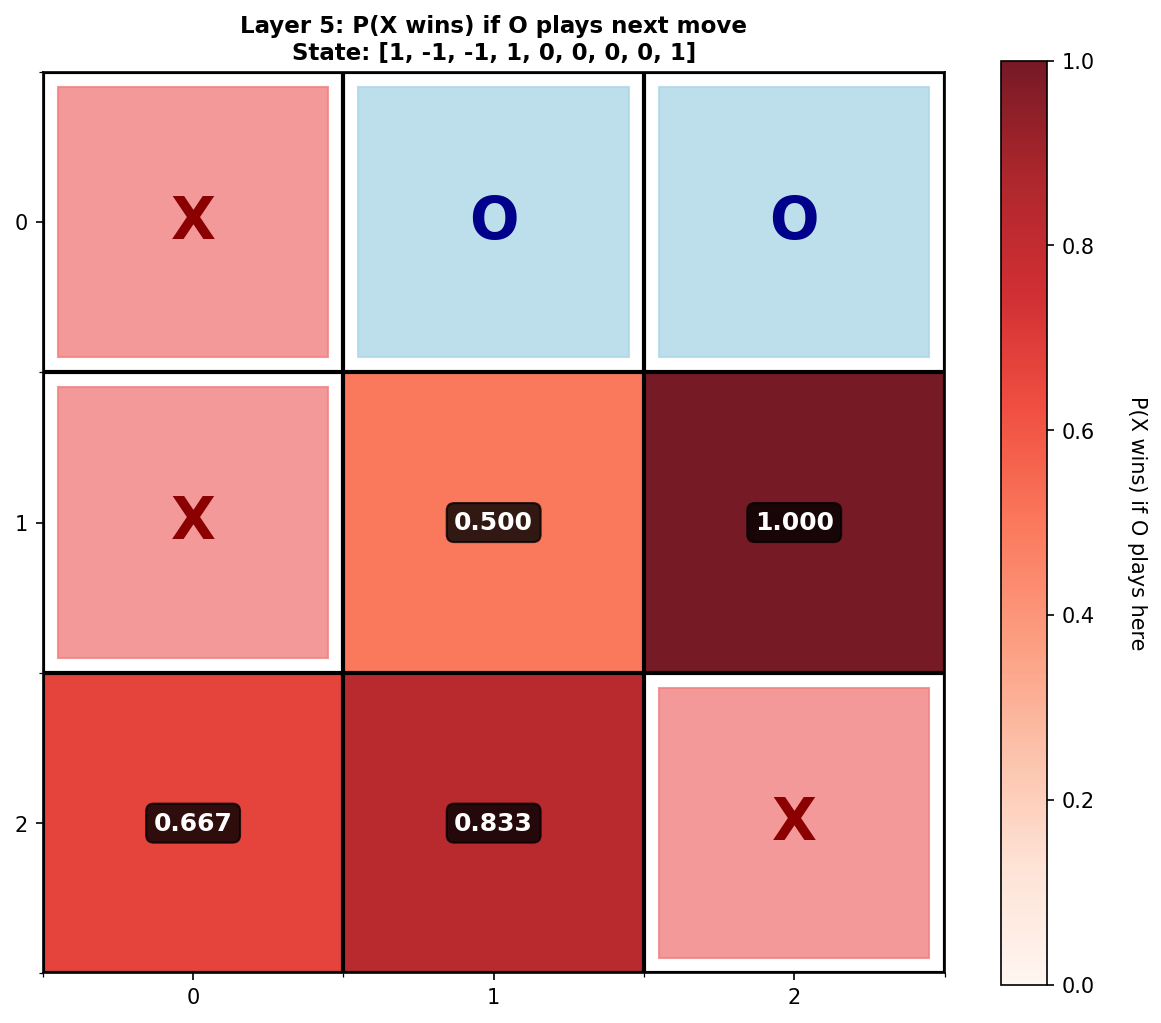 Layer 5: P(X wins) if O plays next move
State: [1, -1, -1, 1, 0, 0, 0, 0, 1]
0
X
O
O
1
X
0.500
1.000
2
0.667
0.833
X
0
1
2
1.0
0.8
0.6
0.4
0.2
0.0
P(X wins) if O plays here